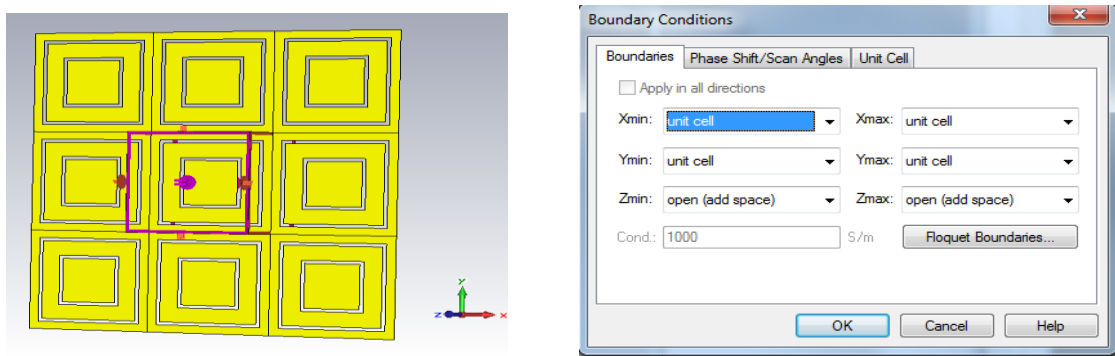 Boundary Conditions
Boundaries Phase Shift/Scan Angles Unit Cell
Apply in all directions
Xmin: unit cell Xmax: unit cell
Ymin: unit cell Ymax: unit cell
Zmin: open (add space) Zmax: open (add space)
Cond.: 1000 S/m Floquet Boundaries...
OK Cancel Help
y
z x